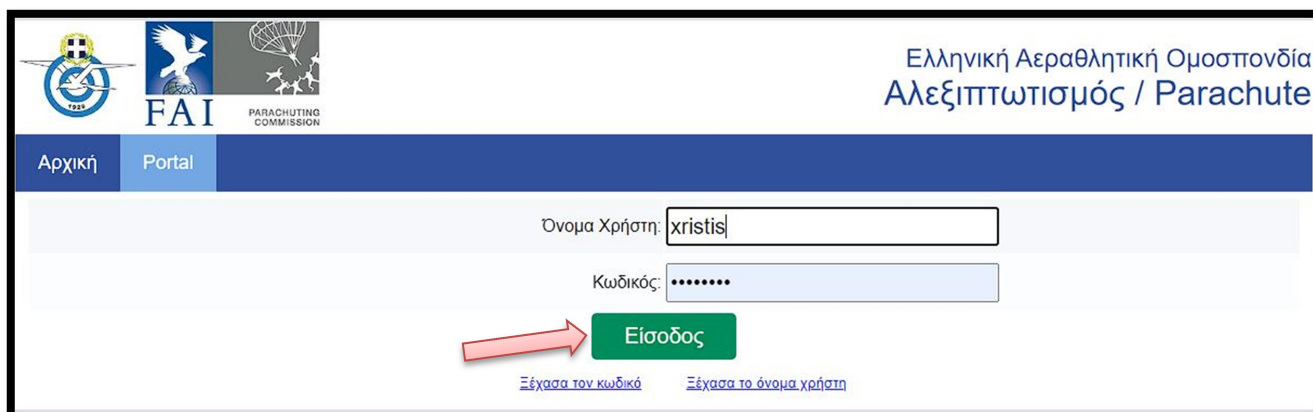 1928
FAI
PARACHUTING
COMMISSION
Ελληνική Αεραθλητική Ομοσπονδία
Αλεξιπτωτισμός / Parachute
Αρχική Portal
Όνομα Χρήστη: xristis
Κωδικός: ••••••••
Είσοδος
Ξέχασα τον κωδικό Ξέχασα το όνομα χρήστη